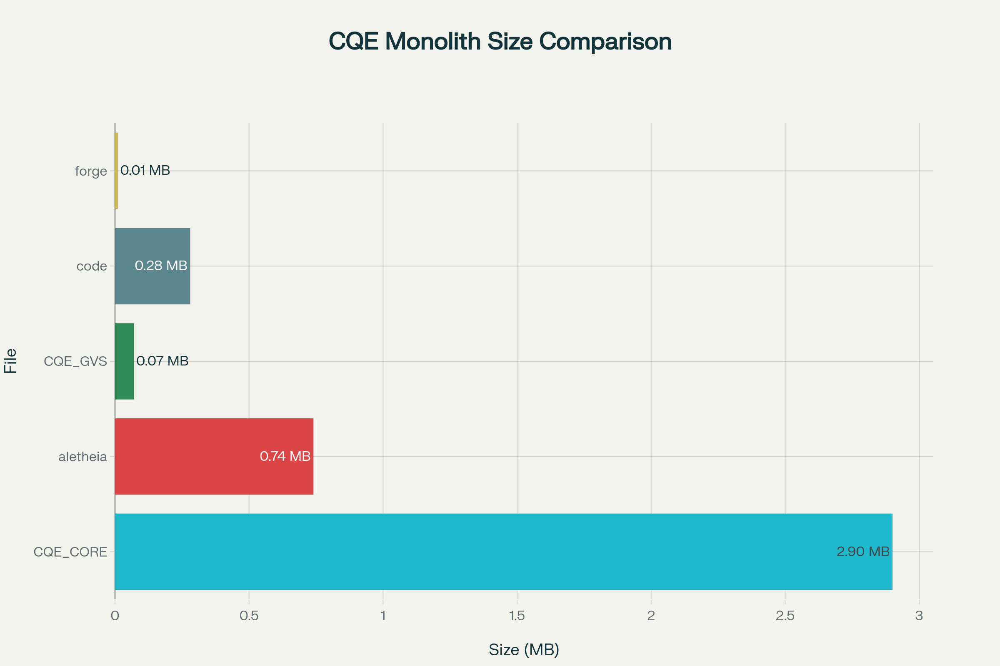 CQE Monolith Size Comparison
forge
0.01 MB
code
0.28 MB
File
CQE_GVS
0.07 MB
aletheia
0.74 MB
CQE_CORE
2.90 MB
0
0.5
1
1.5
2
2.5
3
Size (MB)